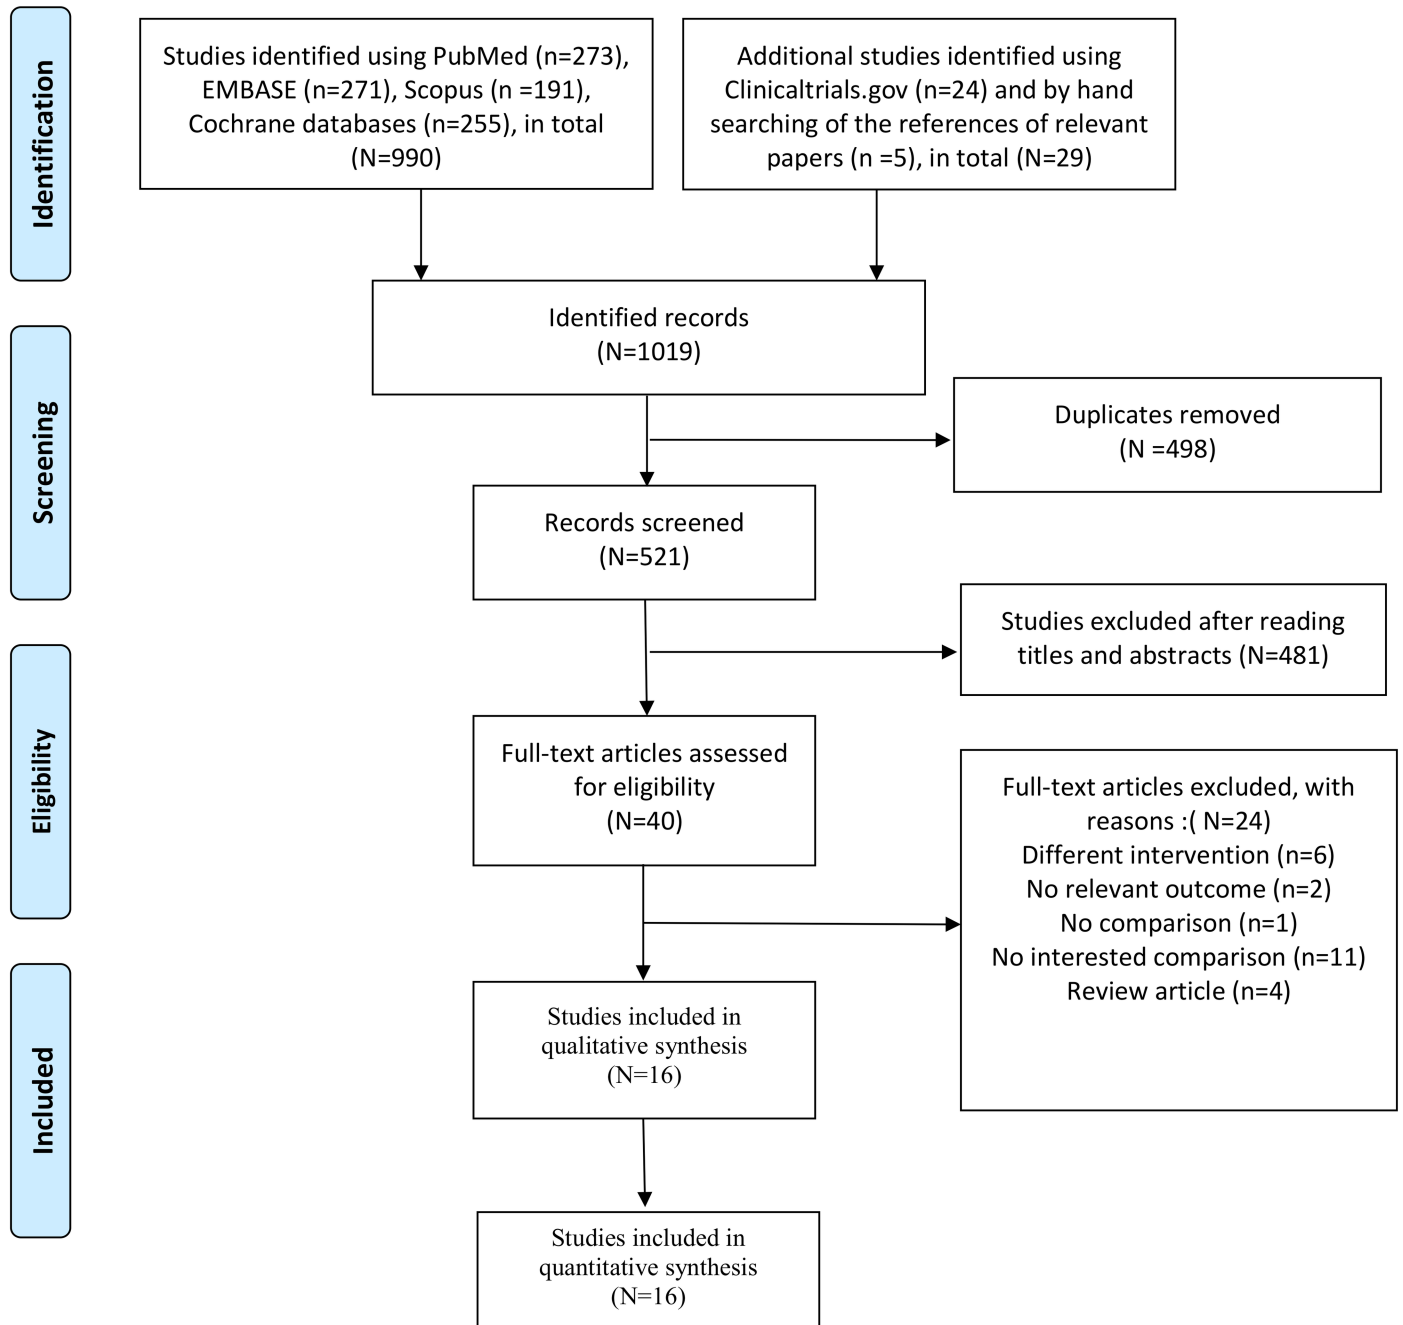 Identification
Studies identified using PubMed (n=273),
EMBASE (n=271), Scopus (n =191),
Cochrane databases (n=255), in total
(N=990)
Additional studies identified using
Clinicaltrials.gov (n=24) and by hand
searching of the references of relevant
papers (n =5), in total (N=29)
Identified records
(N=1019)
Screening
Duplicates removed
(N =498)
Records screened
(N=521)
Studies excluded after reading
titles and abstracts (N=481)
Eligibility
Full-text articles assessed
for eligibility
(N=40)
Full-text articles excluded, with
reasons :( N=24)
Different intervention (n=6)
No relevant outcome (n=2)
No comparison (n=1)
No interested comparison (n=11)
Review article (n=4)
Included
Studies included in
qualitative synthesis
(N=16)
Studies included in
quantitative synthesis
(N=16)